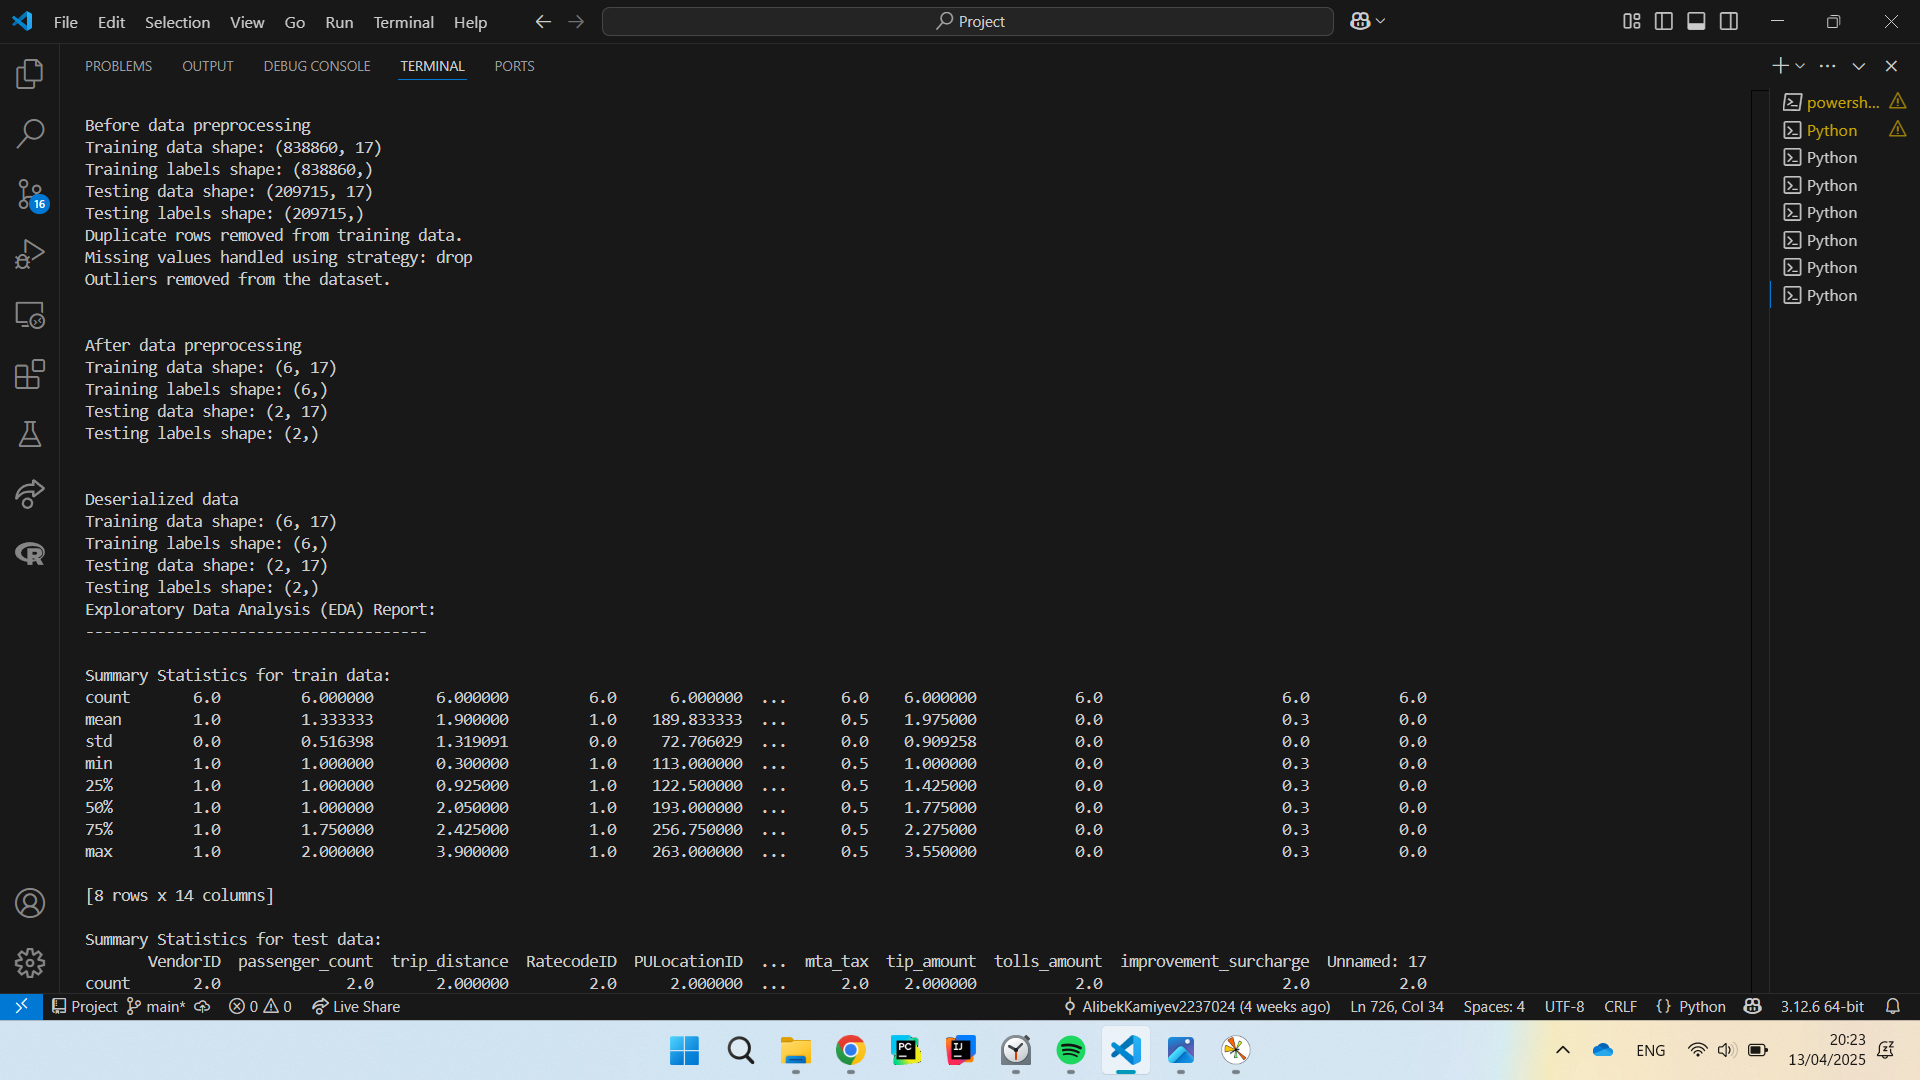 File Edit Selection View Go Run Terminal Help Project
PROBLEMS OUTPUT DEBUG CONSOLE TERMINAL PORTS
powersh...
Python
Python
Python
Python
Python
Python
Python
16
Before data preprocessing
Training data shape: (838860, 17)
Training labels shape: (838860,)
Testing data shape: (209715, 17)
Testing labels shape: (209715,)
Duplicate rows removed from training data.
Missing values handled using strategy: drop
Outliers removed from the dataset.
After data preprocessing
Training data shape: (6, 17)
Training labels shape: (6,)
Testing data shape: (2, 17)
Testing labels shape: (2,)
Deserialized data
Training data shape: (6, 17)
Training labels shape: (6,)
Testing data shape: (2, 17)
Testing labels shape: (2,)
Exploratory Data Analysis (EDA) Report:
--------------------------------------
Summary Statistics for train data:
count 6.0 6.000000 6.000000 6.0 6.000000 ... 6.0 6.000000 6.0 6.0 6.0
mean 1.0 1.333333 1.900000 1.0 189.833333 ... 0.5 1.975000 0.0 0.3 0.0
std 0.0 0.516398 1.319091 0.0 72.706029 ... 0.0 0.909258 0.0 0.0 0.0
min 1.0 1.000000 0.300000 1.0 113.000000 ... 0.5 1.000000 0.0 0.3 0.0
25% 1.0 1.000000 0.925000 1.0 122.500000 ... 0.5 1.425000 0.0 0.3 0.0
50% 1.0 1.000000 2.050000 1.0 193.000000 ... 0.5 1.775000 0.0 0.3 0.0
75% 1.0 1.750000 2.425000 1.0 256.750000 ... 0.5 2.275000 0.0 0.3 0.0
max 1.0 2.000000 3.900000 1.0 263.000000 ... 0.5 3.550000 0.0 0.3 0.0
[8 rows x 14 columns]
Summary Statistics for test data:
VendorID passenger_count trip_distance RatecodeID PULocationID ... mta_tax tip_amount tolls_amount improvement_surcharge Unnamed: 17
count 2.0 2.0 2.000000 2.0 2.000000 ... 2.0 2.000000 2.0 2.0 2.0
Project main* 0 0 Live Share AlibekKamiyev2237024 (4 weeks ago) Ln 726, Col 34 Spaces: 4 UTF-8 CRLF {} Python 3.12.6 64-bit
PC IJ ENG 20:23
13/04/2025